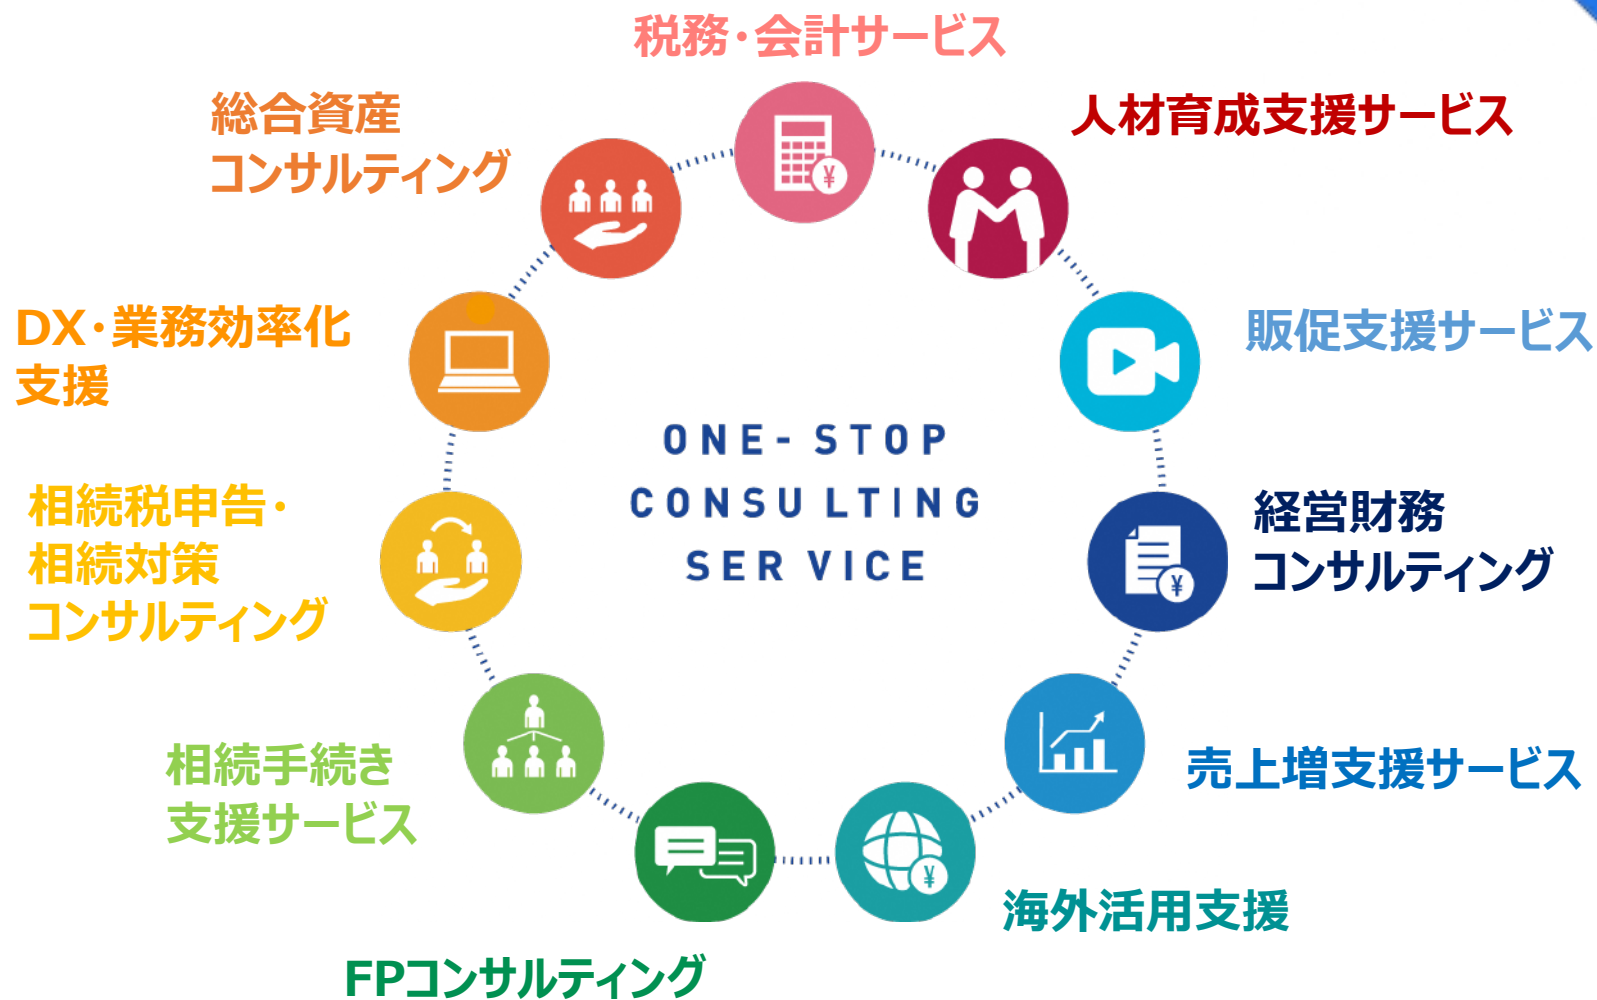 税務・会計サービス
人材育成支援サービス
総合資産
コンサルティング
販促支援サービス
DX・業務効率化
支援
ONE- STOP
CONSULTING
SERVICE
経営財務
コンサルティング
相続税申告・
相続対策
コンサルティング
売上増支援サービス
相続手続き
支援サービス
海外活用支援
FPコンサルティング
¥
¥
¥